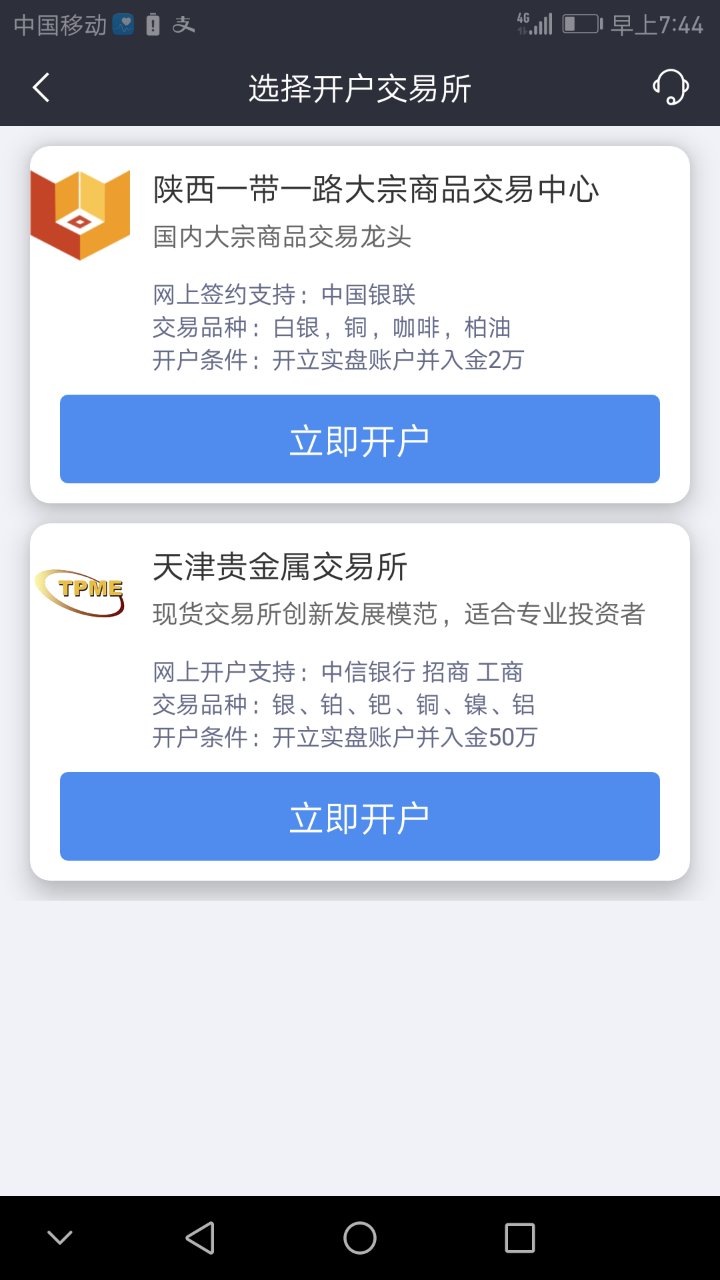 中国移动
4G
早上7:44
选择开户交易所
陕西一带一路大宗商品交易中心
国内大宗商品交易龙头
网上签约支持：中国银联
交易品种：白银，铜，咖啡，柏油
开户条件：开立实盘账户并入金2万
立即开户
TPME
天津贵金属交易所
现货交易所创新发展模范，适合专业投资者
网上开户支持：中信银行 招商 工商
交易品种：银、铂、钯、铜、镍、铝
开户条件：开立实盘账户并入金50万
立即开户